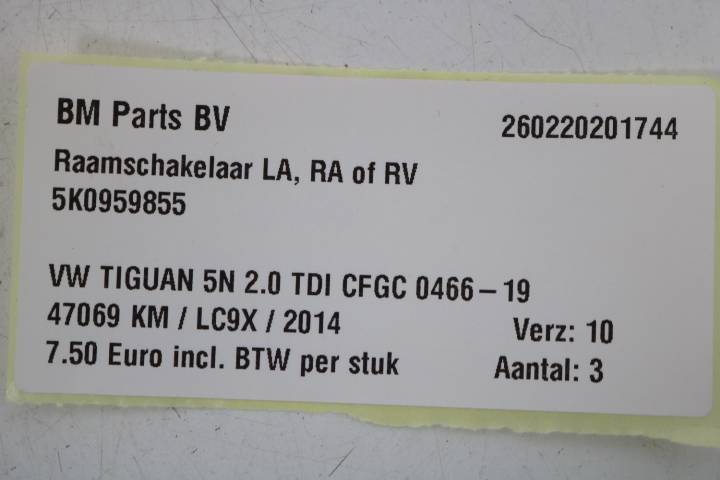 BM Parts BV 260220201744
Raamschakelaar LA, RA of RV
5K0959855
VW TIGUAN 5N 2.0 TDI CFGC 0466-19
47069 KM / LC9X / 2014 Verz: 10
7.50 Euro incl. BTW per stuk Aantal: 3